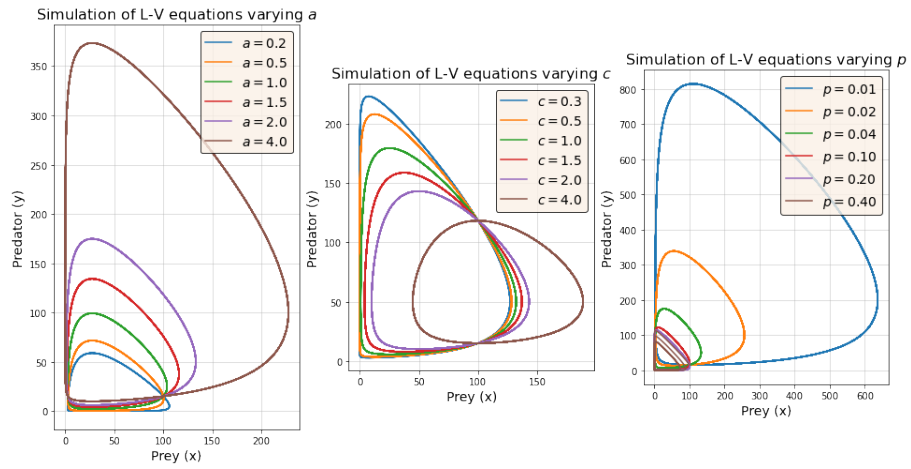 Simulation of L-V equations varying a
a = 0.2
a = 0.5
a = 1.0
a = 1.5
a = 2.0
a = 4.0
350
300
250
200
150
100
50
0
Predator (y)
0 50 100 150 200
Prey (x)
Simulation of L-V equations varying c
c = 0.3
c = 0.5
c = 1.0
c = 1.5
c = 2.0
c = 4.0
200
150
100
50
0
Predator (y)
0 50 100 150
Prey (x)
Simulation of L-V equations varying p
p = 0.01
p = 0.02
p = 0.04
p = 0.10
p = 0.20
p = 0.40
800
600
400
200
100
0
Predator (y)
0 100 200 300 400 500 600
Prey (x)